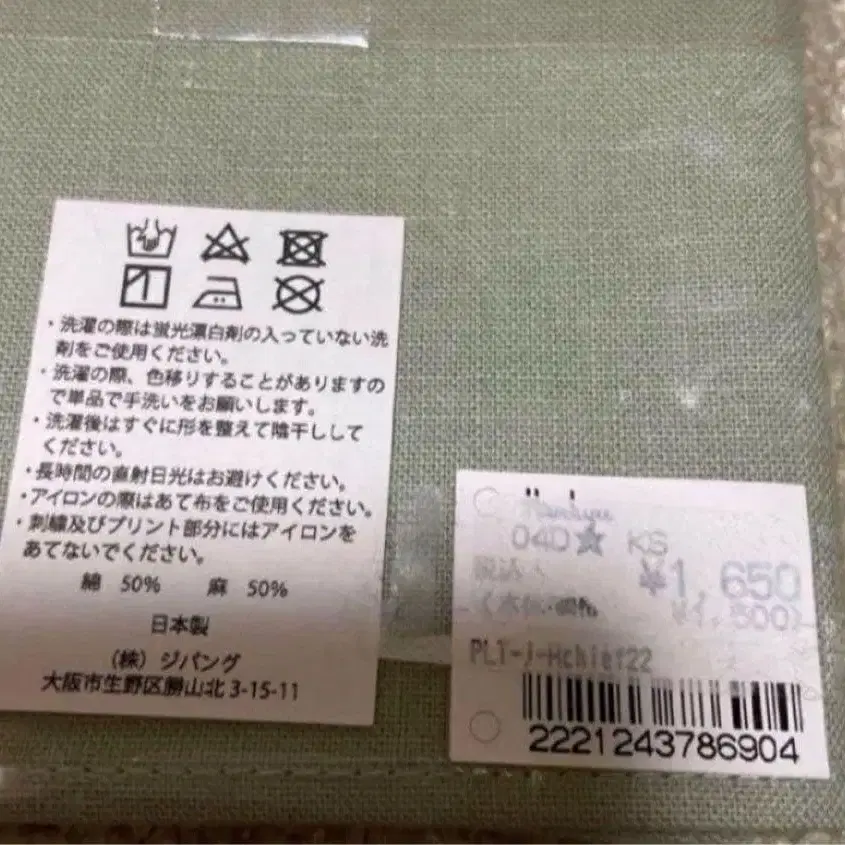 ・洗濯の際は蛍光漂白剤の入っていない洗
剤をご使用ください。
・洗濯の際、色移りすることがありますの
で単品で手洗いをお願いします。
・洗濯後はすぐに形を整えて陰干しして
ください。
・長時間の直射日光はお避けください。
・アイロンの際はあて布をご使用ください。
・刺繍及びプリント部分にはアイロンを
あてないでください。
綿 50% 麻 50%
日本製
(株) ジパング
大阪市生野区勝山北 3-15-11
04D★ KS
税込 ¥1,650
(本体価格 ¥1,500)
PLT-J-Hchief22
2221243786904